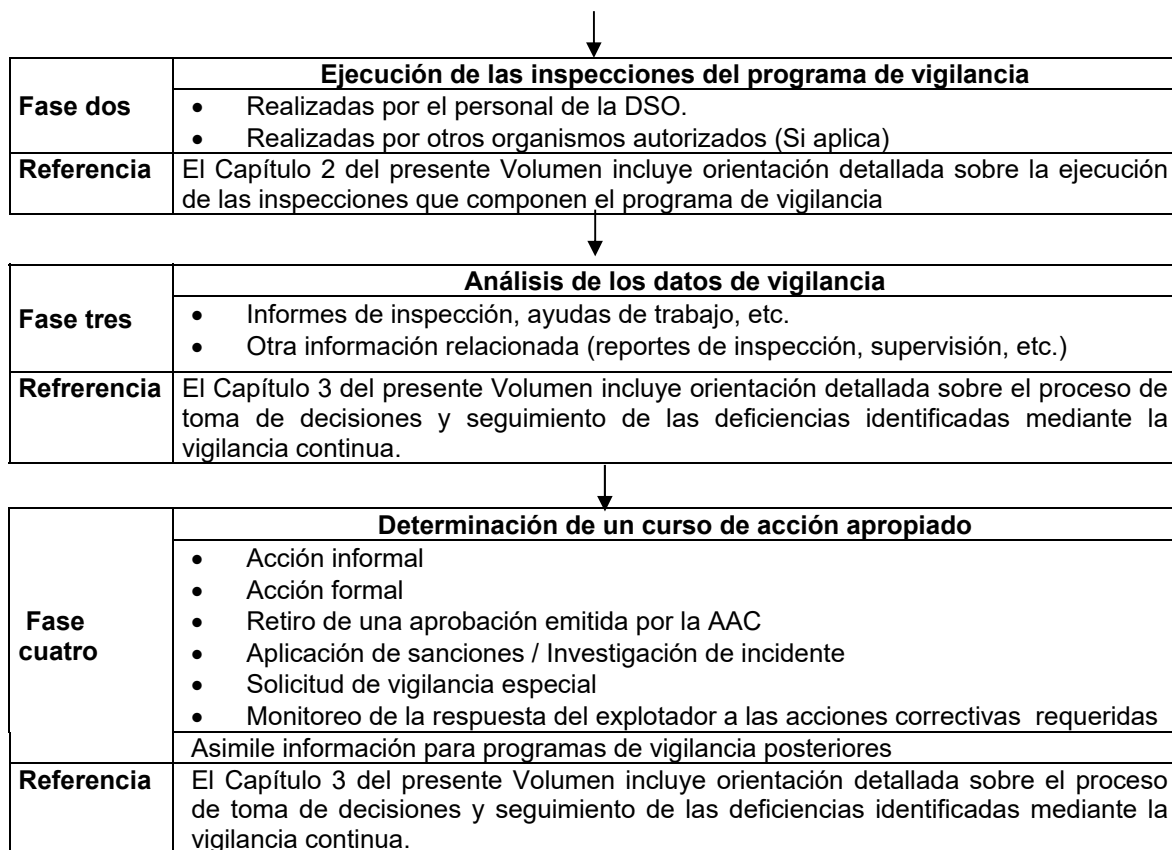 Ejecución de las inspecciones del programa de vigilancia
Fase dos
• Realizadas por el personal de la DSO.
• Realizadas por otros organismos autorizados (Si aplica)
Referencia
El Capítulo 2 del presente Volumen incluye orientación detallada sobre la ejecución
de las inspecciones que componen el programa de vigilancia
Análisis de los datos de vigilancia
Fase tres
• Informes de inspección, ayudas de trabajo, etc.
• Otra información relacionada (reportes de inspección, supervisión, etc.)
Refrerencia
El Capítulo 3 del presente Volumen incluye orientación detallada sobre el proceso de
toma de decisiones y seguimiento de las deficiencias identificadas mediante la
vigilancia continua.
Determinación de un curso de acción apropiado
Fase
cuatro
• Acción informal
• Acción formal
• Retiro de una aprobación emitida por la AAC
• Aplicación de sanciones / Investigación de incidente
• Solicitud de vigilancia especial
• Monitoreo de la respuesta del explotador a las acciones correctivas requeridas
Asimile información para programas de vigilancia posteriores
Referencia
El Capítulo 3 del presente Volumen incluye orientación detallada sobre el proceso
de toma de decisiones y seguimiento de las deficiencias identificadas mediante la
vigilancia continua.